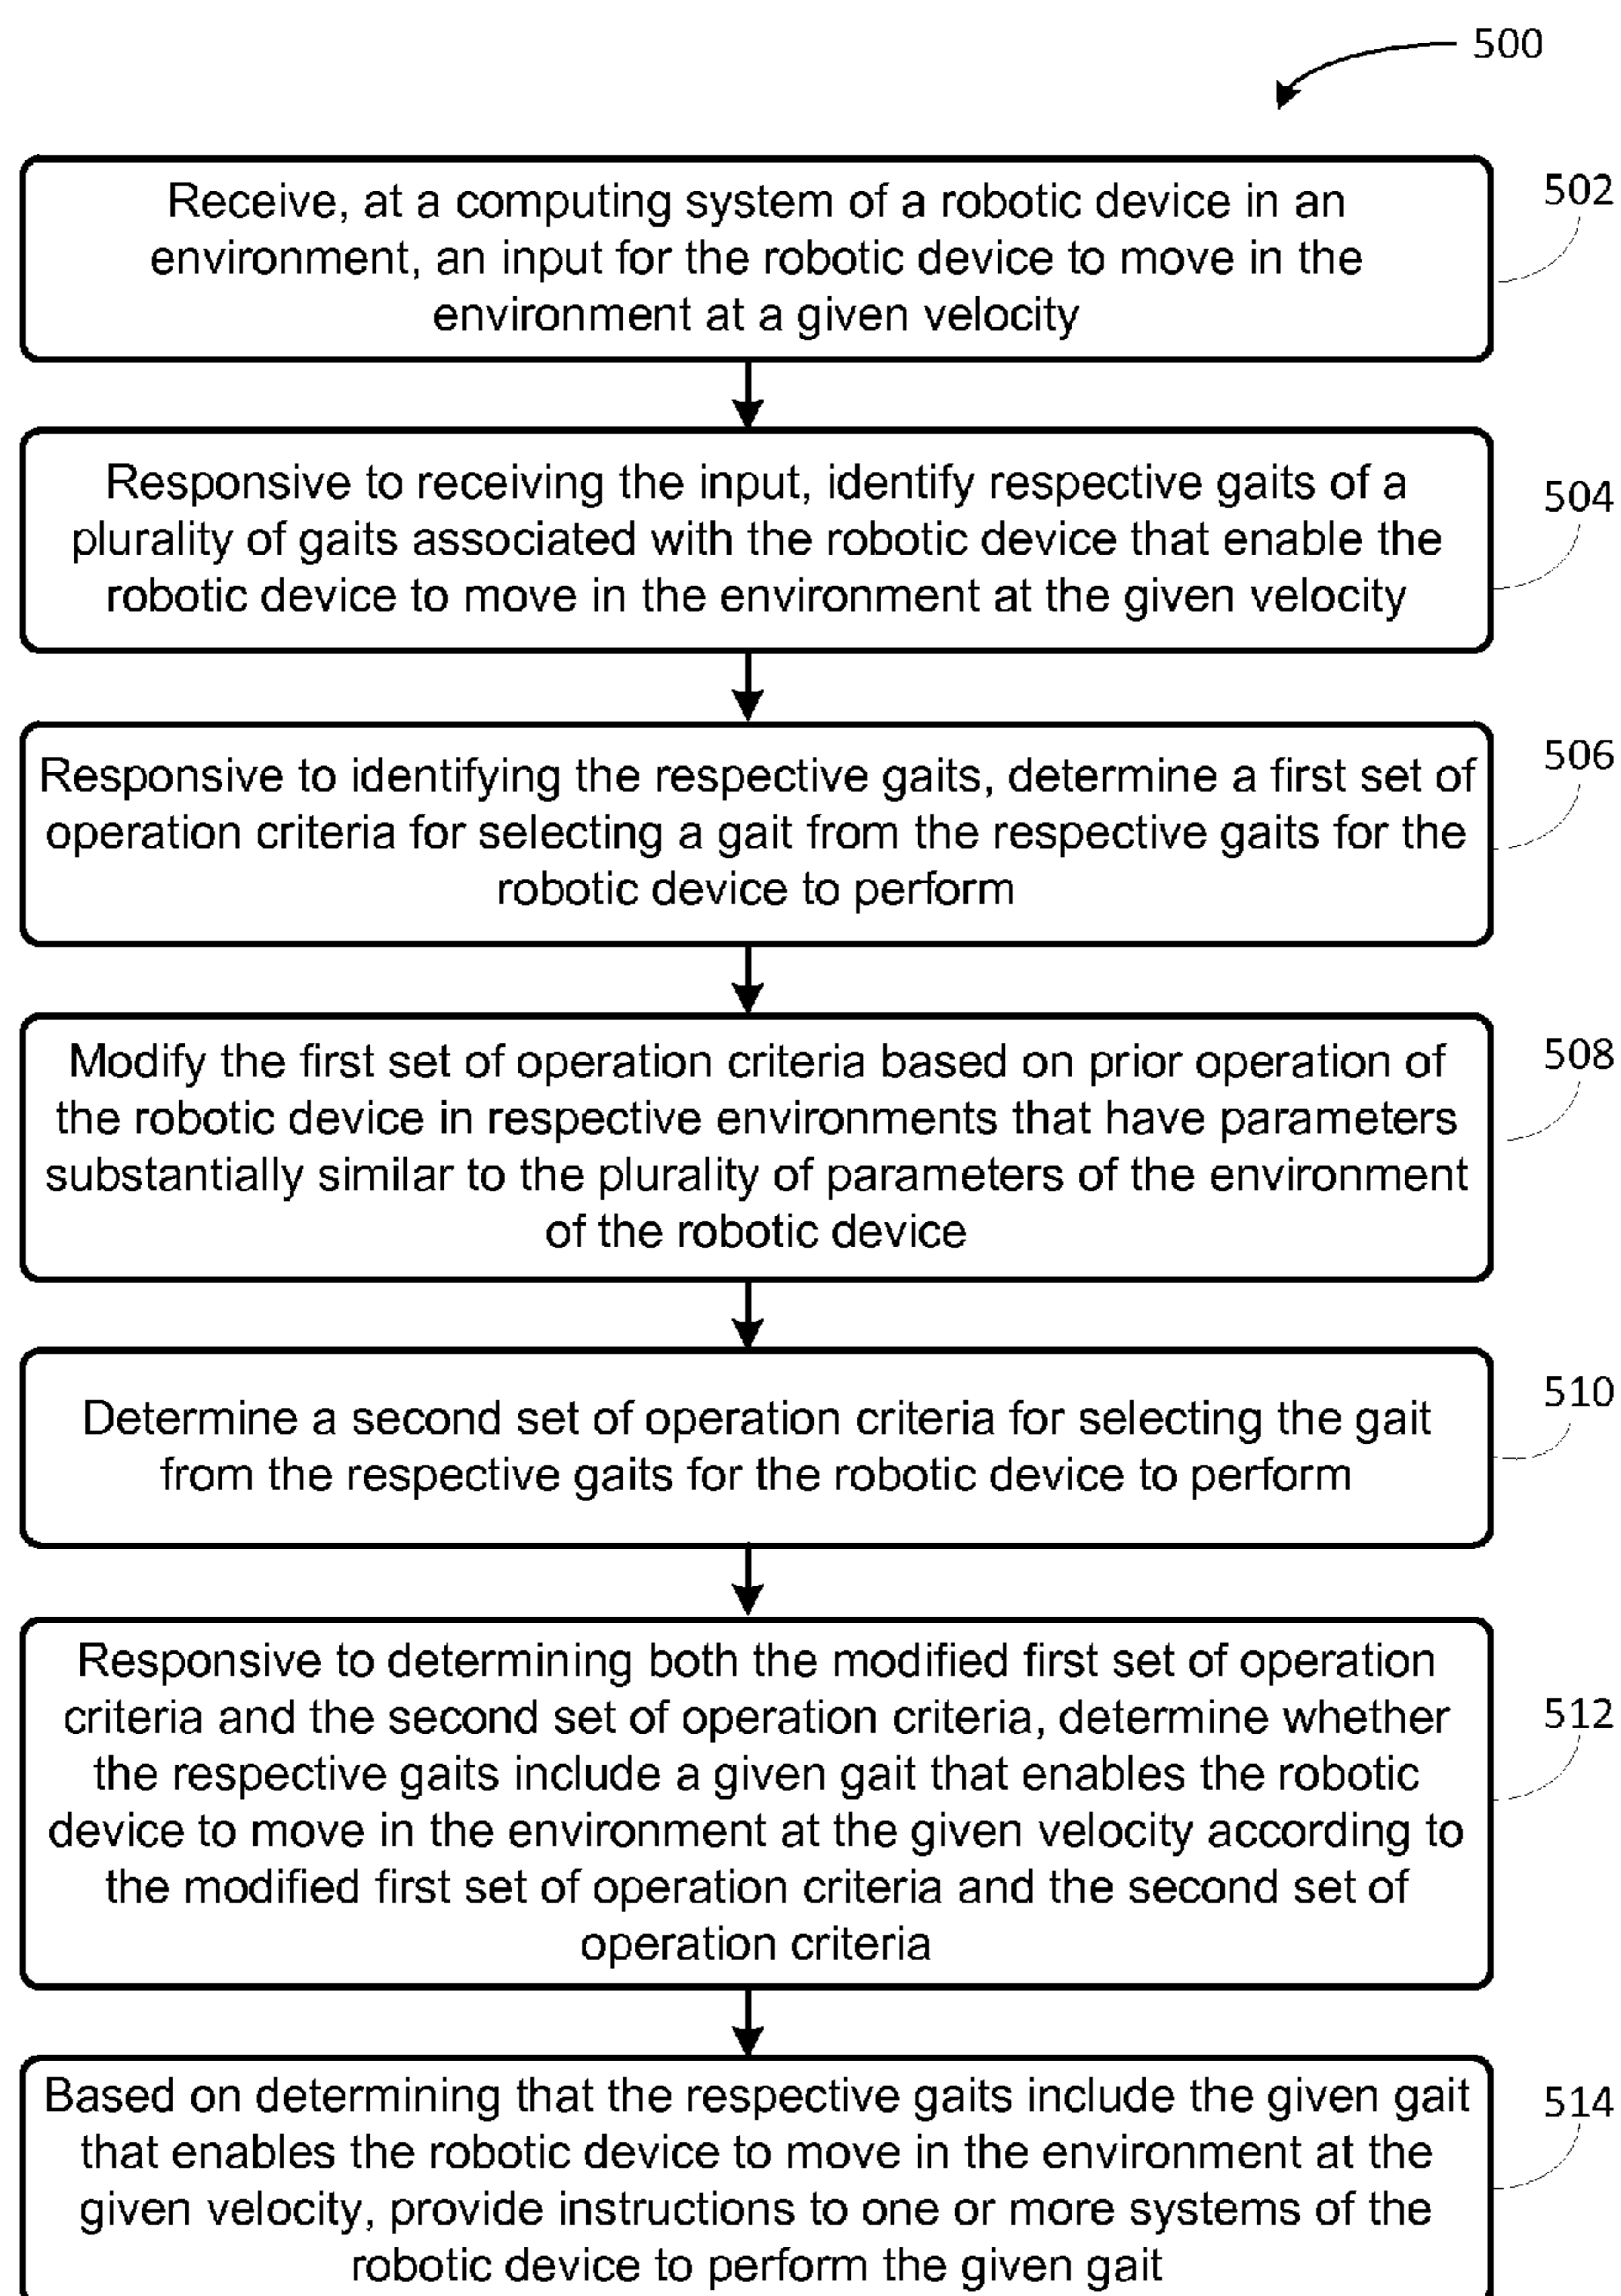 500
Receive, at a computing system of a robotic device in an
environment, an input for the robotic device to move in the
environment at a given velocity
502
Responsive to receiving the input, identify respective gaits of a
plurality of gaits associated with the robotic device that enable the
robotic device to move in the environment at the given velocity
504
Responsive to identifying the respective gaits, determine a first set of
operation criteria for selecting a gait from the respective gaits for the
robotic device to perform
506
Modify the first set of operation criteria based on prior operation of
the robotic device in respective environments that have parameters
substantially similar to the plurality of parameters of the environment
of the robotic device
508
Determine a second set of operation criteria for selecting the gait
from the respective gaits for the robotic device to perform
510
Responsive to determining both the modified first set of operation
criteria and the second set of operation criteria, determine whether
the respective gaits include a given gait that enables the robotic
device to move in the environment at the given velocity according to
the modified first set of operation criteria and the second set of
operation criteria
512
Based on determining that the respective gaits include the given gait
that enables the robotic device to move in the environment at the
given velocity, provide instructions to one or more systems of the
robotic device to perform the given gait
514